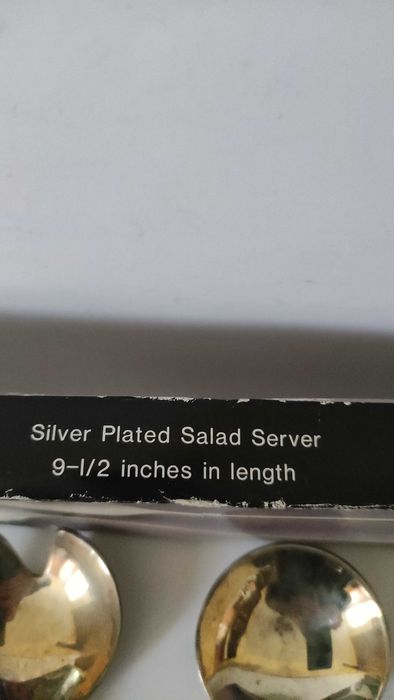 Silver Plated Salad Server
9-1/2 inches in length